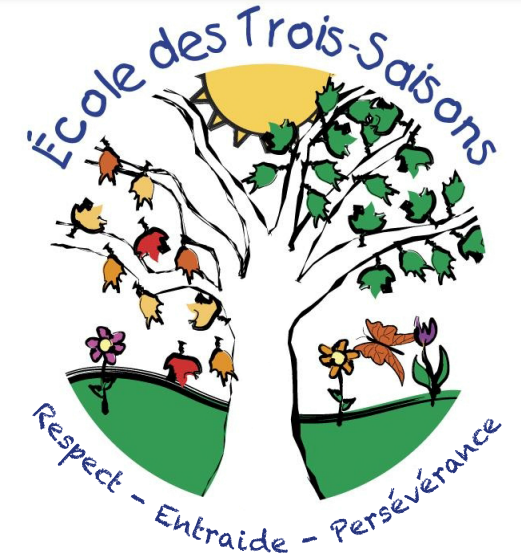 École des Trois-Saisons
Respect - Entraide - Persévérance